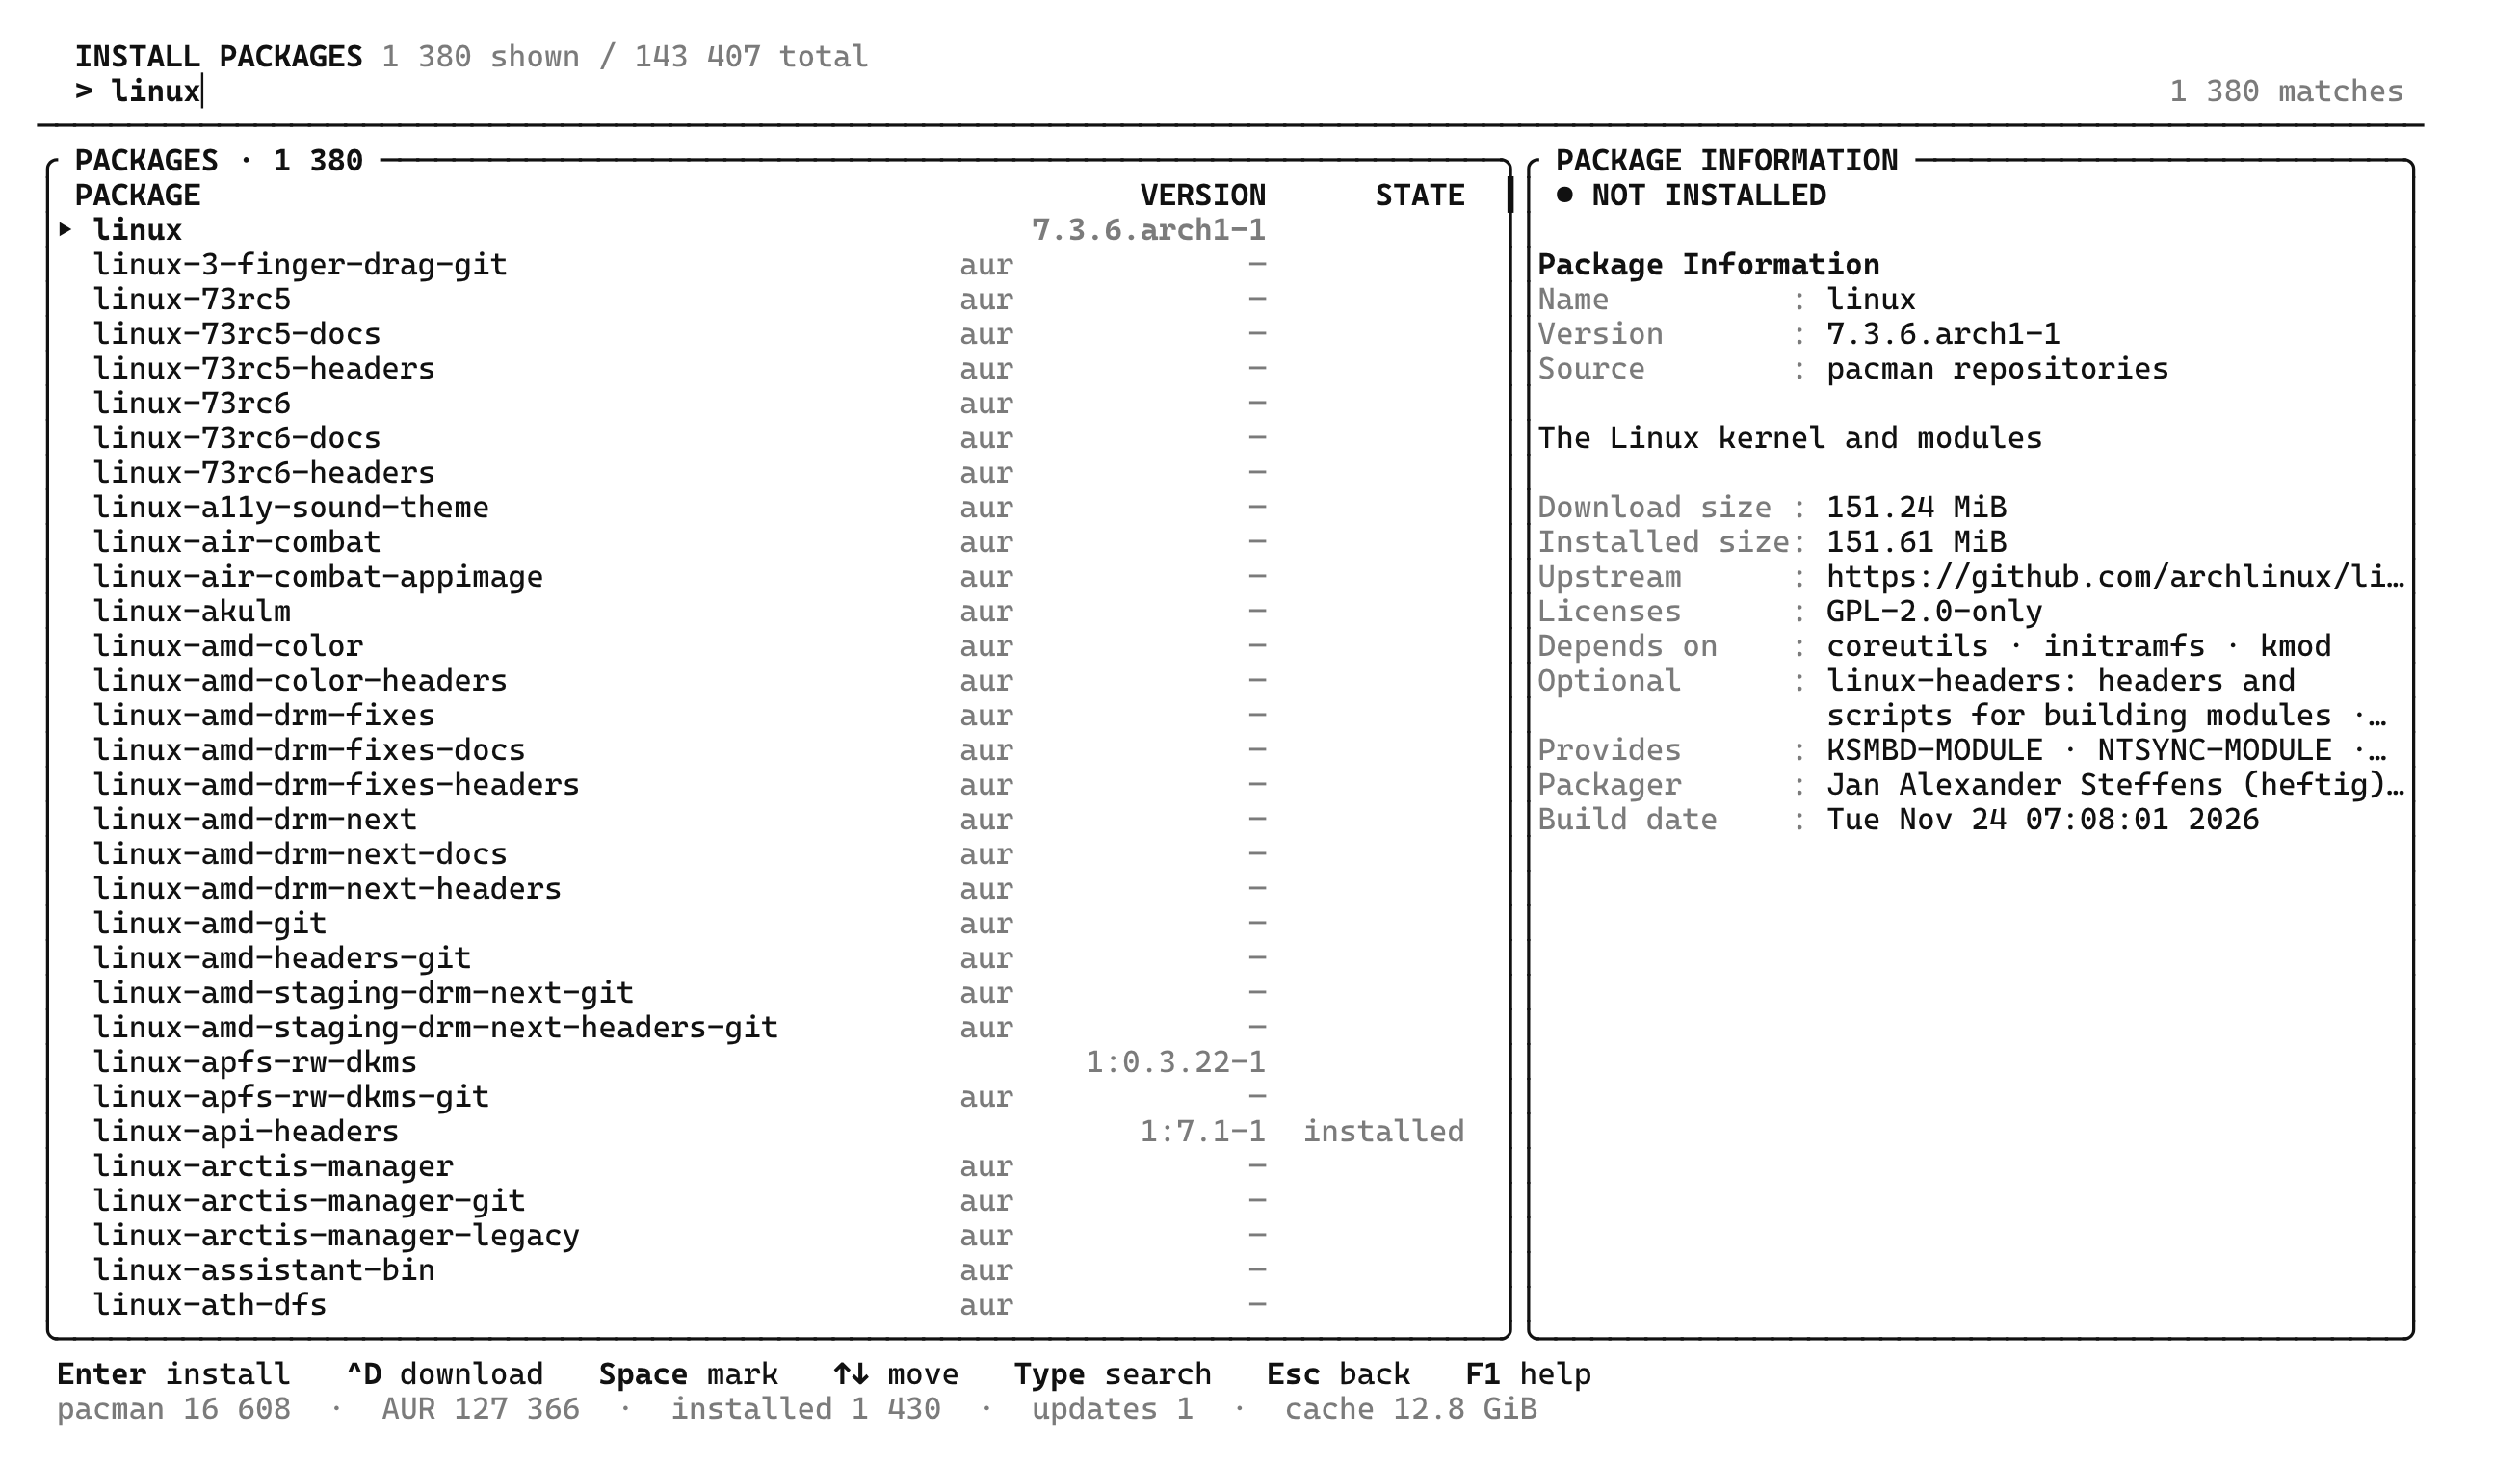 INSTALL PACKAGES 1 380 shown / 143 407 total
> linux 1 380 matches
PACKAGES · 1 380
PACKAGE VERSION STATE
▸ linux 7.3.6.arch1-1
linux-3-finger-drag-git aur -
linux-73rc5 aur -
linux-73rc5-docs aur -
linux-73rc5-headers aur -
linux-73rc6 aur -
linux-73rc6-docs aur -
linux-73rc6-headers aur -
linux-a11y-sound-theme aur -
linux-air-combat aur -
linux-air-combat-appimage aur -
linux-akulm aur -
linux-amd-color aur -
linux-amd-color-headers aur -
linux-amd-drm-fixes aur -
linux-amd-drm-fixes-docs aur -
linux-amd-drm-fixes-headers aur -
linux-amd-drm-next aur -
linux-amd-drm-next-docs aur -
linux-amd-drm-next-headers aur -
linux-amd-git aur -
linux-amd-headers-git aur -
linux-amd-staging-drm-next-git aur -
linux-amd-staging-drm-next-headers-git aur -
linux-apfs-rw-dkms 1:0.3.22-1
linux-apfs-rw-dkms-git aur -
linux-api-headers 1:7.1-1 installed
linux-arctis-manager aur -
linux-arctis-manager-git aur -
linux-arctis-manager-legacy aur -
linux-assistant-bin aur -
linux-ath-dfs aur -
PACKAGE INFORMATION
● NOT INSTALLED
Package Information
Name : linux
Version : 7.3.6.arch1-1
Source : pacman repositories
The Linux kernel and modules
Download size : 151.24 MiB
Installed size: 151.61 MiB
Upstream : https://github.com/archlinux/li…
Licenses : GPL-2.0-only
Depends on : coreutils · initramfs · kmod
Optional : linux-headers: headers and
scripts for building modules ·…
Provides : KSMBD-MODULE · NTSYNC-MODULE ·…
Packager : Jan Alexander Steffens (heftig)…
Build date : Tue Nov 24 07:08:01 2026
Enter install ^D download Space mark ↑↓ move Type search Esc back F1 help
pacman 16 608 · AUR 127 366 · installed 1 430 · updates 1 · cache 12.8 GiB